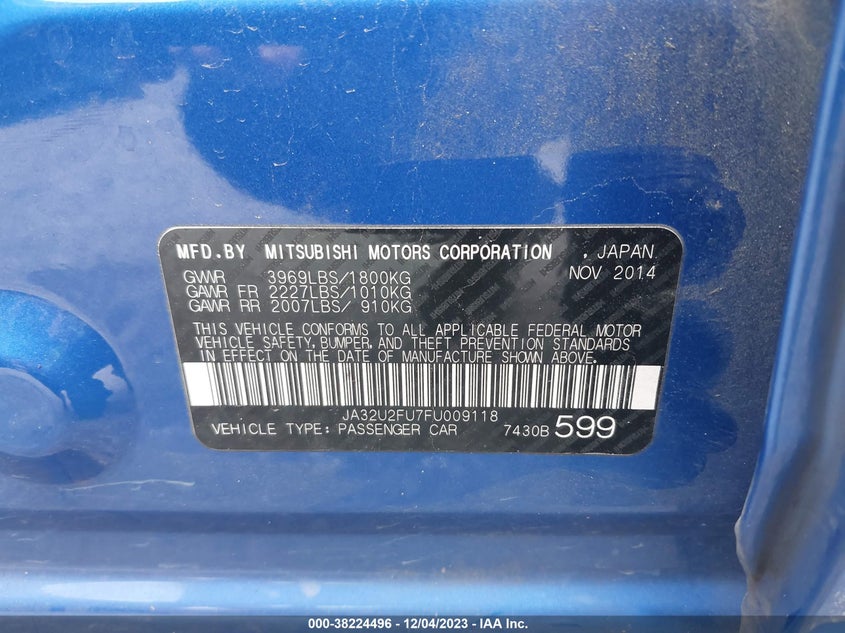 MFD.BY MITSUBISHI MOTORS CORPORATION , JAPAN.
NOV 2014
GVWR 3969LBS/1800KG
GAWR FR 2227LBS/1010KG
GAWR RR 2007LBS/ 910KG
THIS VEHICLE CONFORMS TO ALL APPLICABLE FEDERAL MOTOR
VEHICLE SAFETY, BUMPER, AND THEFT PREVENTION STANDARDS
IN EFFECT ON THE DATE OF MANUFACTURE SHOWN ABOVE.
JA32U2FU7FU009118
VEHICLE TYPE: PASSENGER CAR 7430B 599
000-38224496 - 12/04/2023 - IAA Inc.